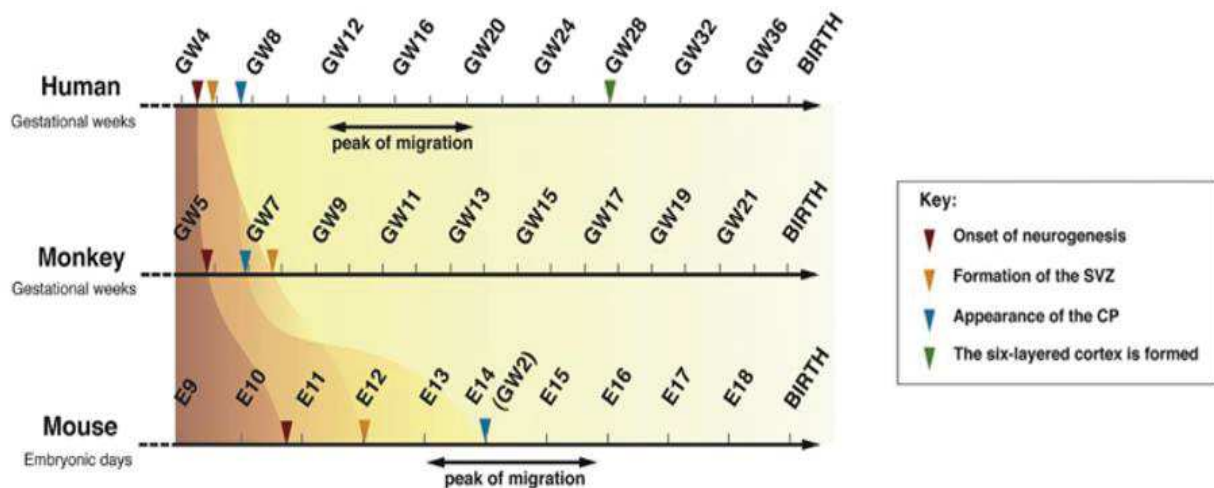 GW4 GW8 GW12 GW16 GW20 GW24 GW28 GW32 GW36 BIRTH
Human
Gestational weeks
peak of migration
GW5 GW7 GW9 GW11 GW13 GW15 GW17 GW19 GW21 BIRTH
Monkey
Gestational weeks
E9 E10 E11 E12 E13 E14 (GW2) E15 E16 E17 E18 BIRTH
Mouse
Embryonic days
peak of migration
Key:
Onset of neurogenesis
Formation of the SVZ
Appearance of the CP
The six-layered cortex is formed